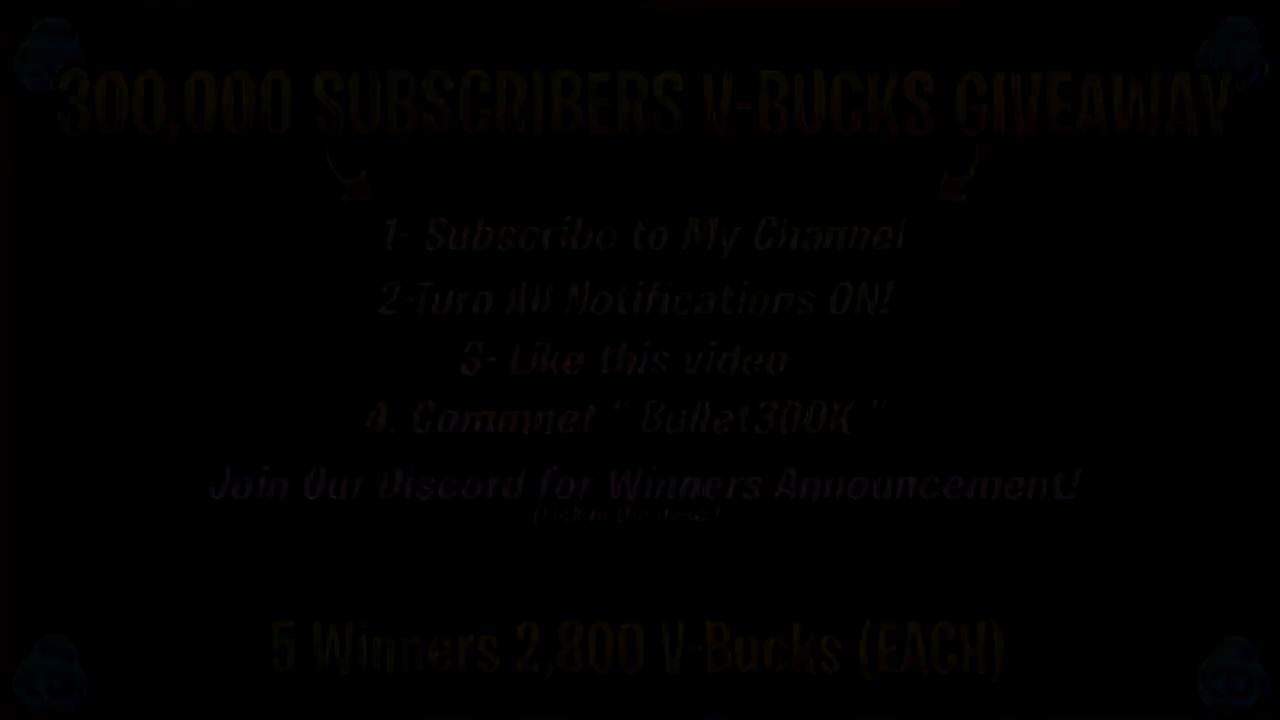 300,000 SUBSCRIBERS V-BUCKS GIVEAWAY
1- Subscribe to My Channel
2-Turn All Notifications ON!
3- Like this video
4. Commnet " Bullet300K "
Join Our Discord for Winners Announcement!
5 Winners 2,800 V-Bucks (EACH)